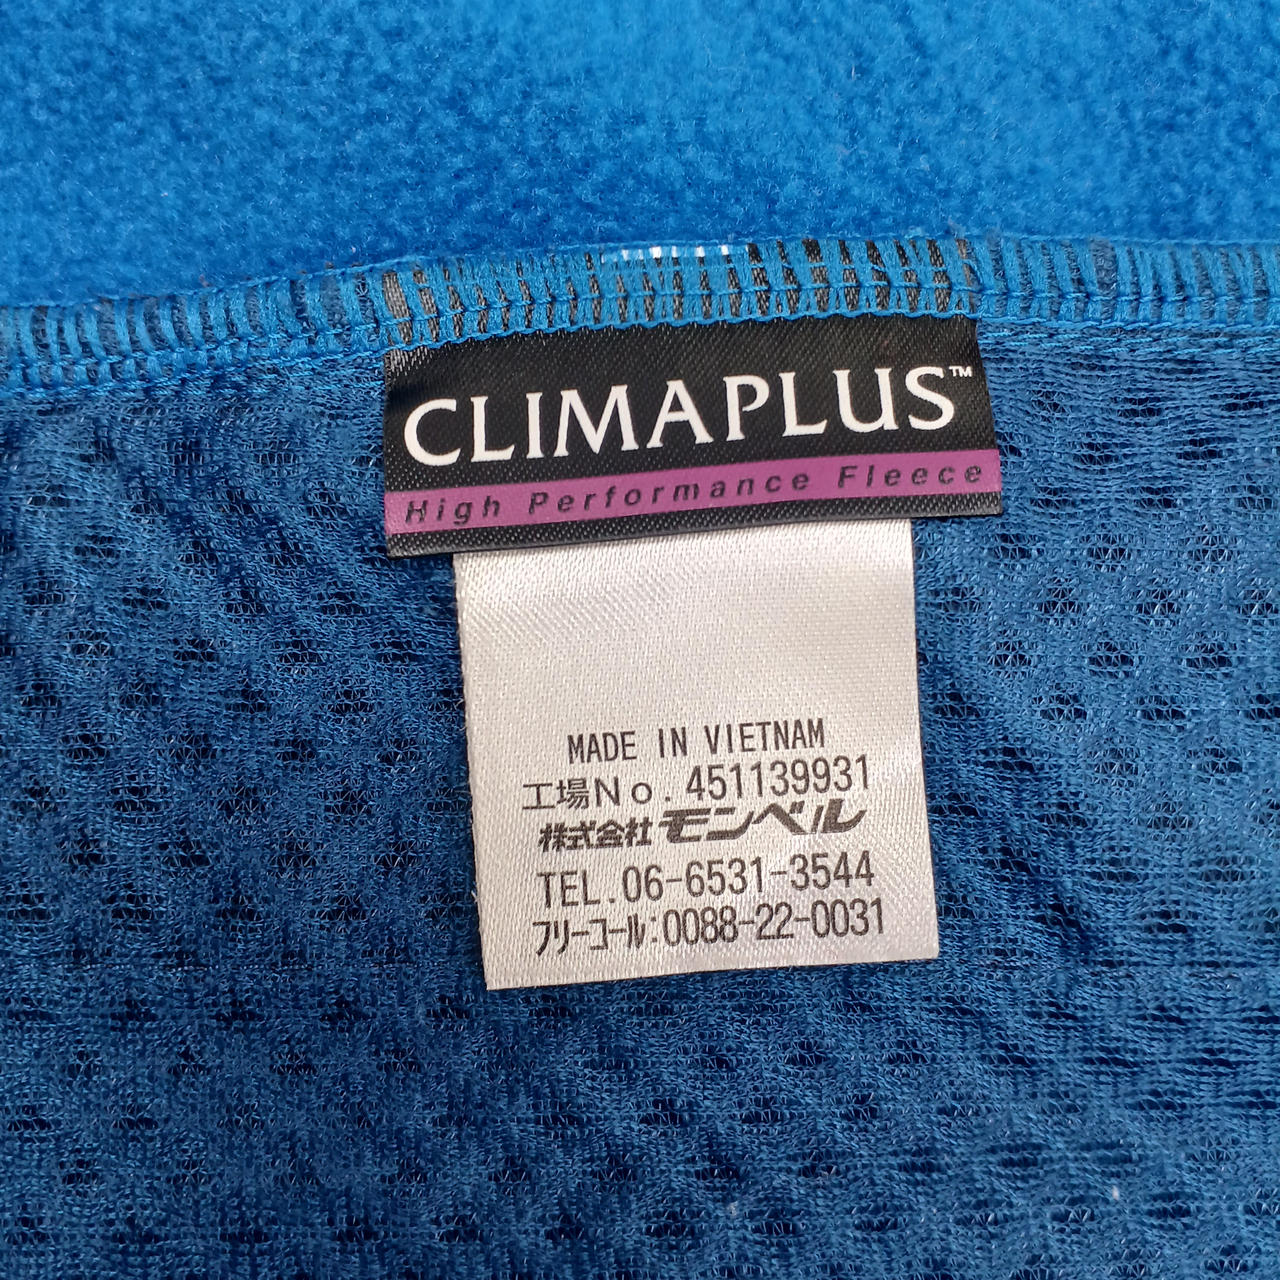 CLIMAPLUS™
High Performance Fleece
MADE IN VIETNAM
工場No.451139931
株式会社モンベル
TEL.06-6531-3544
フリーコール:0088-22-0031